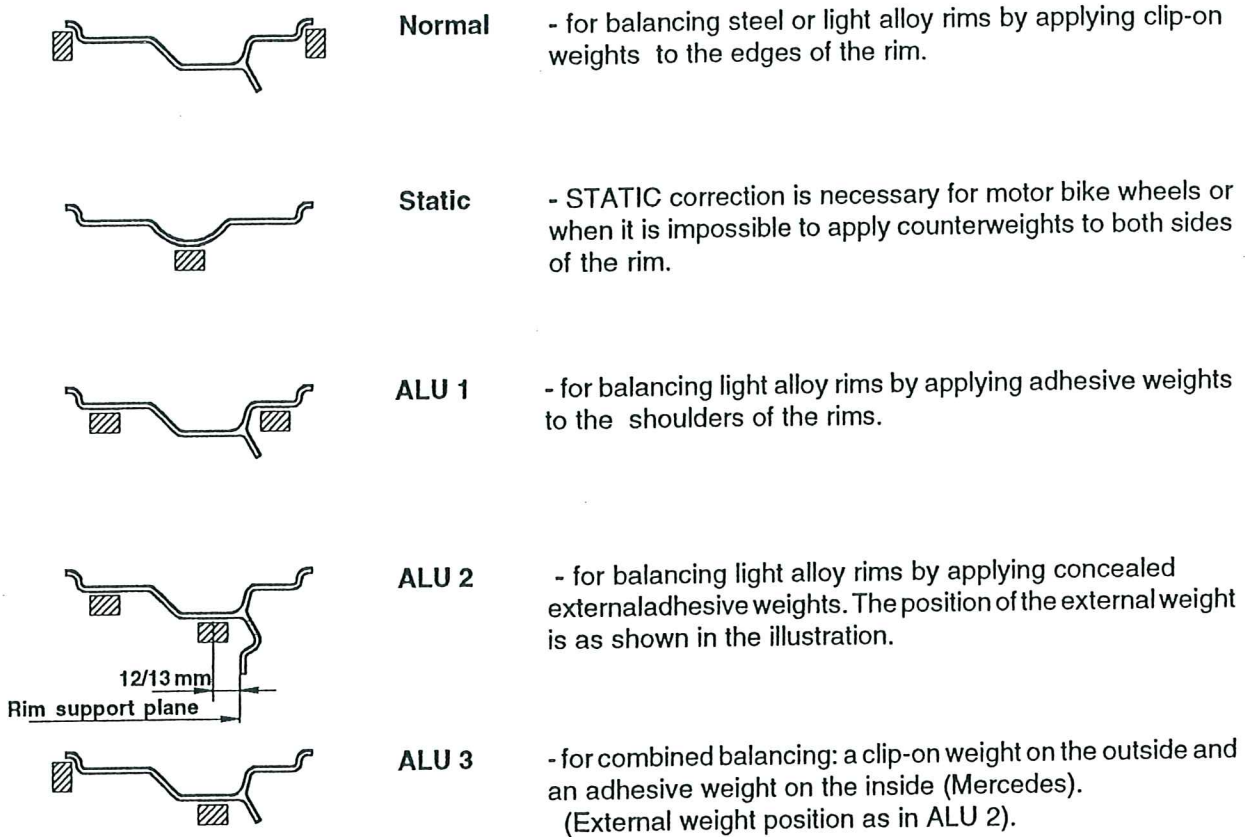 Normal - for balancing steel or light alloy rims by applying clip-on
weights to the edges of the rim.
Static - STATIC correction is necessary for motor bike wheels or
when it is impossible to apply counterweights to both sides
of the rim.
ALU 1 - for balancing light alloy rims by applying adhesive weights
to the shoulders of the rims.
ALU 2 - for balancing light alloy rims by applying concealed
externaladhesive weights. The position of the external weight
is as shown in the illustration.
12/13 mm
Rim support plane
ALU 3 - for combined balancing: a clip-on weight on the outside and
an adhesive weight on the inside (Mercedes).
(External weight position as in ALU 2).